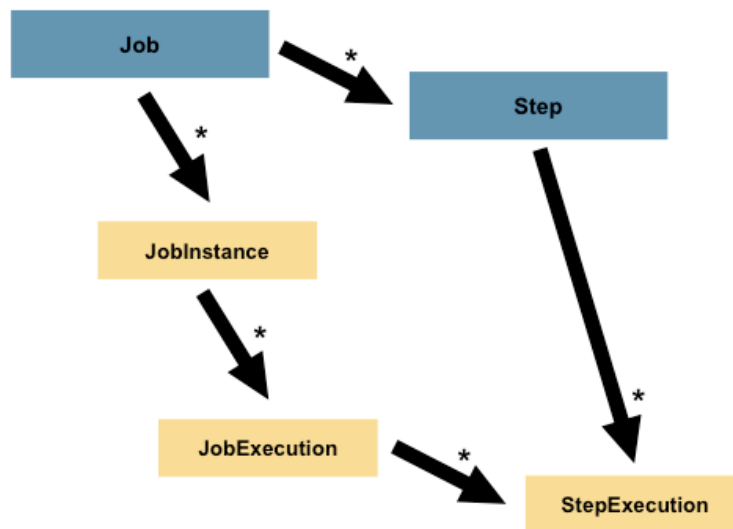 Job
*
Step
*
JobInstance
*
*
JobExecution
*
StepExecution